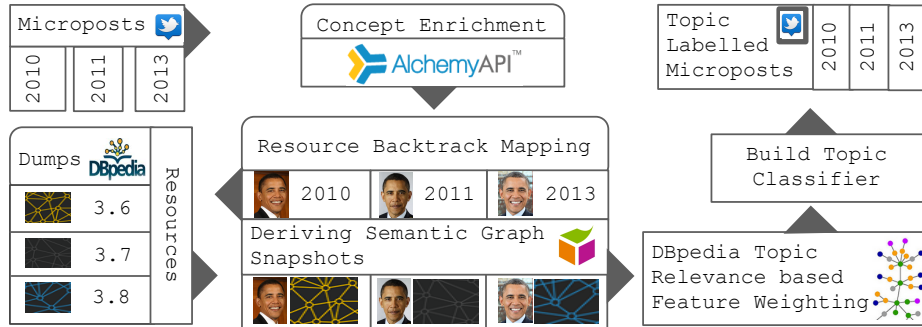 Microposts
2010
2011
2013
Concept Enrichment
AlchemyAPI™
Topic
Labelled
Microposts
2010
2011
2013
Dumps
DBpedia
3.6
3.7
3.8
Resources
Resource Backtrack Mapping
2010
2011
2013
Deriving Semantic Graph
Snapshots
Build Topic
Classifier
DBpedia Topic
Relevance based
Feature Weighting